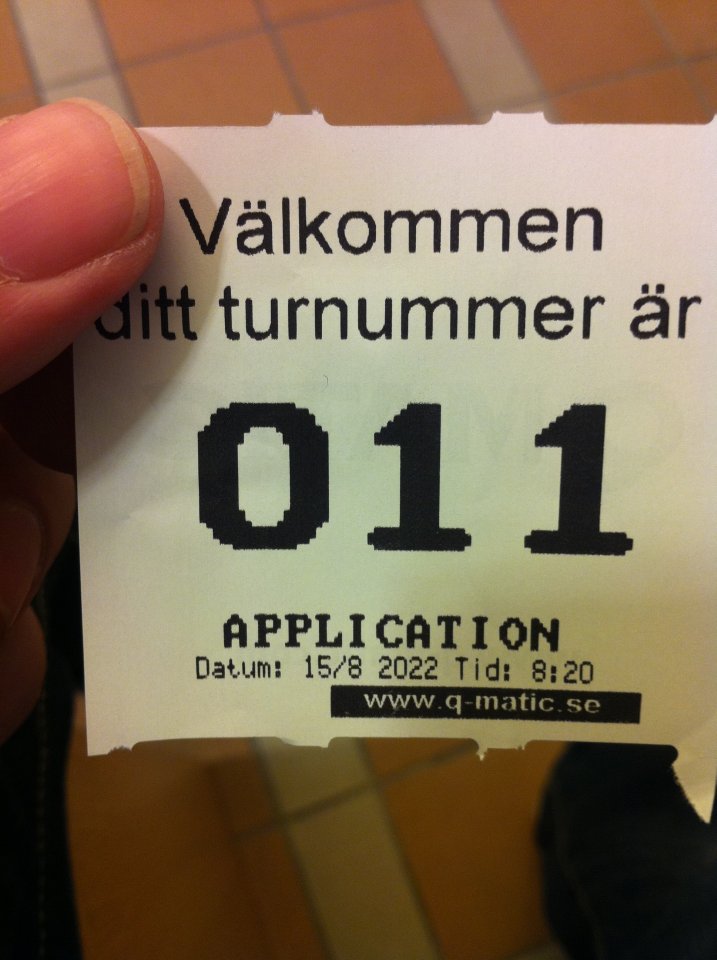 Välkommen
ditt turnummer är
011
APPLICATION
Datum: 15/8 2022 Tid: 8:20
www.q-matic.se